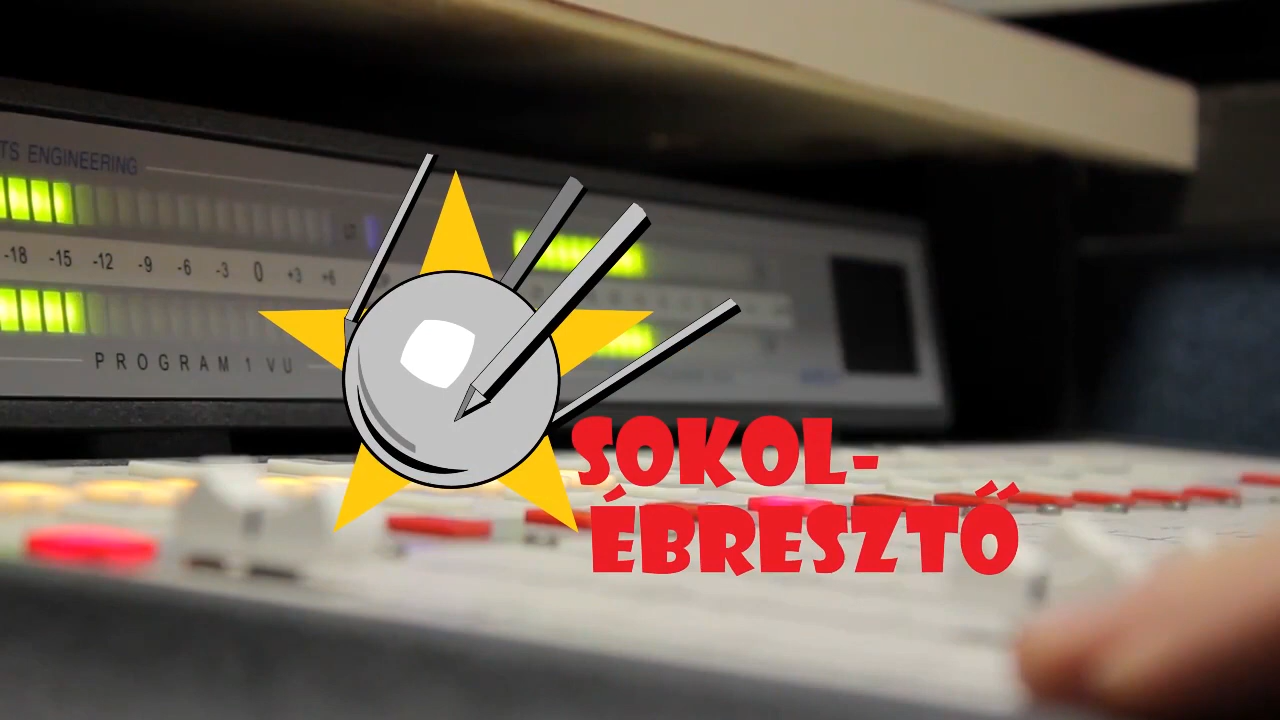 TS ENGINEERING
-18 -15 -12 -9 -6 -3 0 +3 +6
PROGRAM 1 VU
SOKOL-
ÉBRESZTŐ